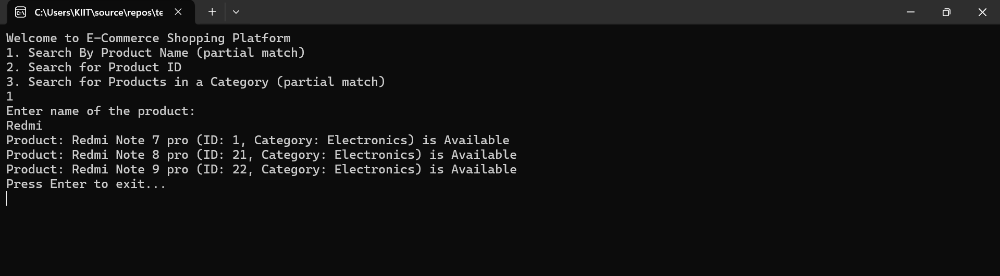 C:\Users\KIIT\source\repos\te
Welcome to E-Commerce Shopping Platform
1. Search By Product Name (partial match)
2. Search for Product ID
3. Search for Products in a Category (partial match)
1
Enter name of the product:
Redmi
Product: Redmi Note 7 pro (ID: 1, Category: Electronics) is Available
Product: Redmi Note 8 pro (ID: 21, Category: Electronics) is Available
Product: Redmi Note 9 pro (ID: 22, Category: Electronics) is Available
Press Enter to exit...